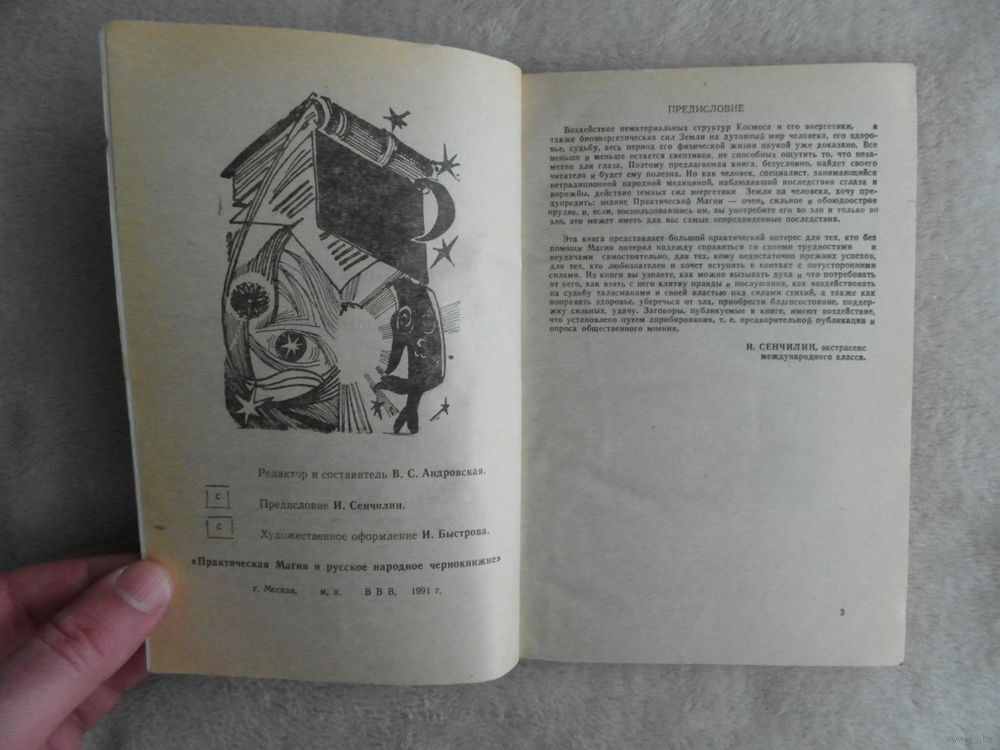 Редактор и составитель В. С. Андровская.
с
Предисловие И. Сенчилин.
с
Художественное оформление И. Быстрова.
«Практическая Магия и русское народное чернокнижие»
г. Москва, м. п. В В В, 1991 г.
ПРЕДИСЛОВИЕ
Воздействие нематериальных структур Космоса и его энергетики, а
также биоэнергетических сил Земли на духовный мир человека, его здоро-
вье, судьбу, весь период его физической жизни наукой уже доказано. Все
меньше и меньше остается скептиков, не способных ощутить то, что неза-
метно для глаза. Поэтому предлагаемая книга, безусловно, найдет своего
читателя и будет ему полезна. Но как человек, специалист, занимающийся
нетрадиционной народной медициной, наблюдавший последствия сглаза и
ворожбы, действие темных сил энергетики Земли на человека, хочу пре-
дупредить: знание Практической Магии — очень, сильное и обоюдоострое
орудие, и, если, воспользовавшись им, вы употребите его во зло и только во
зло, это может иметь для вас самые непредвиденные последствия.
Эта книга представляет большой практический интерес для тех, кто без
помощи Магии потерял надежду справиться со своими трудностями и
неудачами самостоятельно, для тех, кому недостаточно прежних успехов,
для тех, кто любознателен и хочет вступить в контакт с потусторонними
силами. Из книги вы узнаете, как можно вызывать духа и что потребовать
от него, как взять с него клятву правды и послушания, как воздействовать
на судьбу талисманами и своей властью над силами стихий, а также как
поправить здоровье, уберечься от зла, приобрести благосостояние, поддер-
жку сильных, удачу. Заговоры, публикуемые в книге, имеют воздействие,
что установлено путем апробирования, т. е. предварительной публикации и
опроса общественного мнения.
И. СЕНЧИЛИН, экстрасенс
международного класса.
3